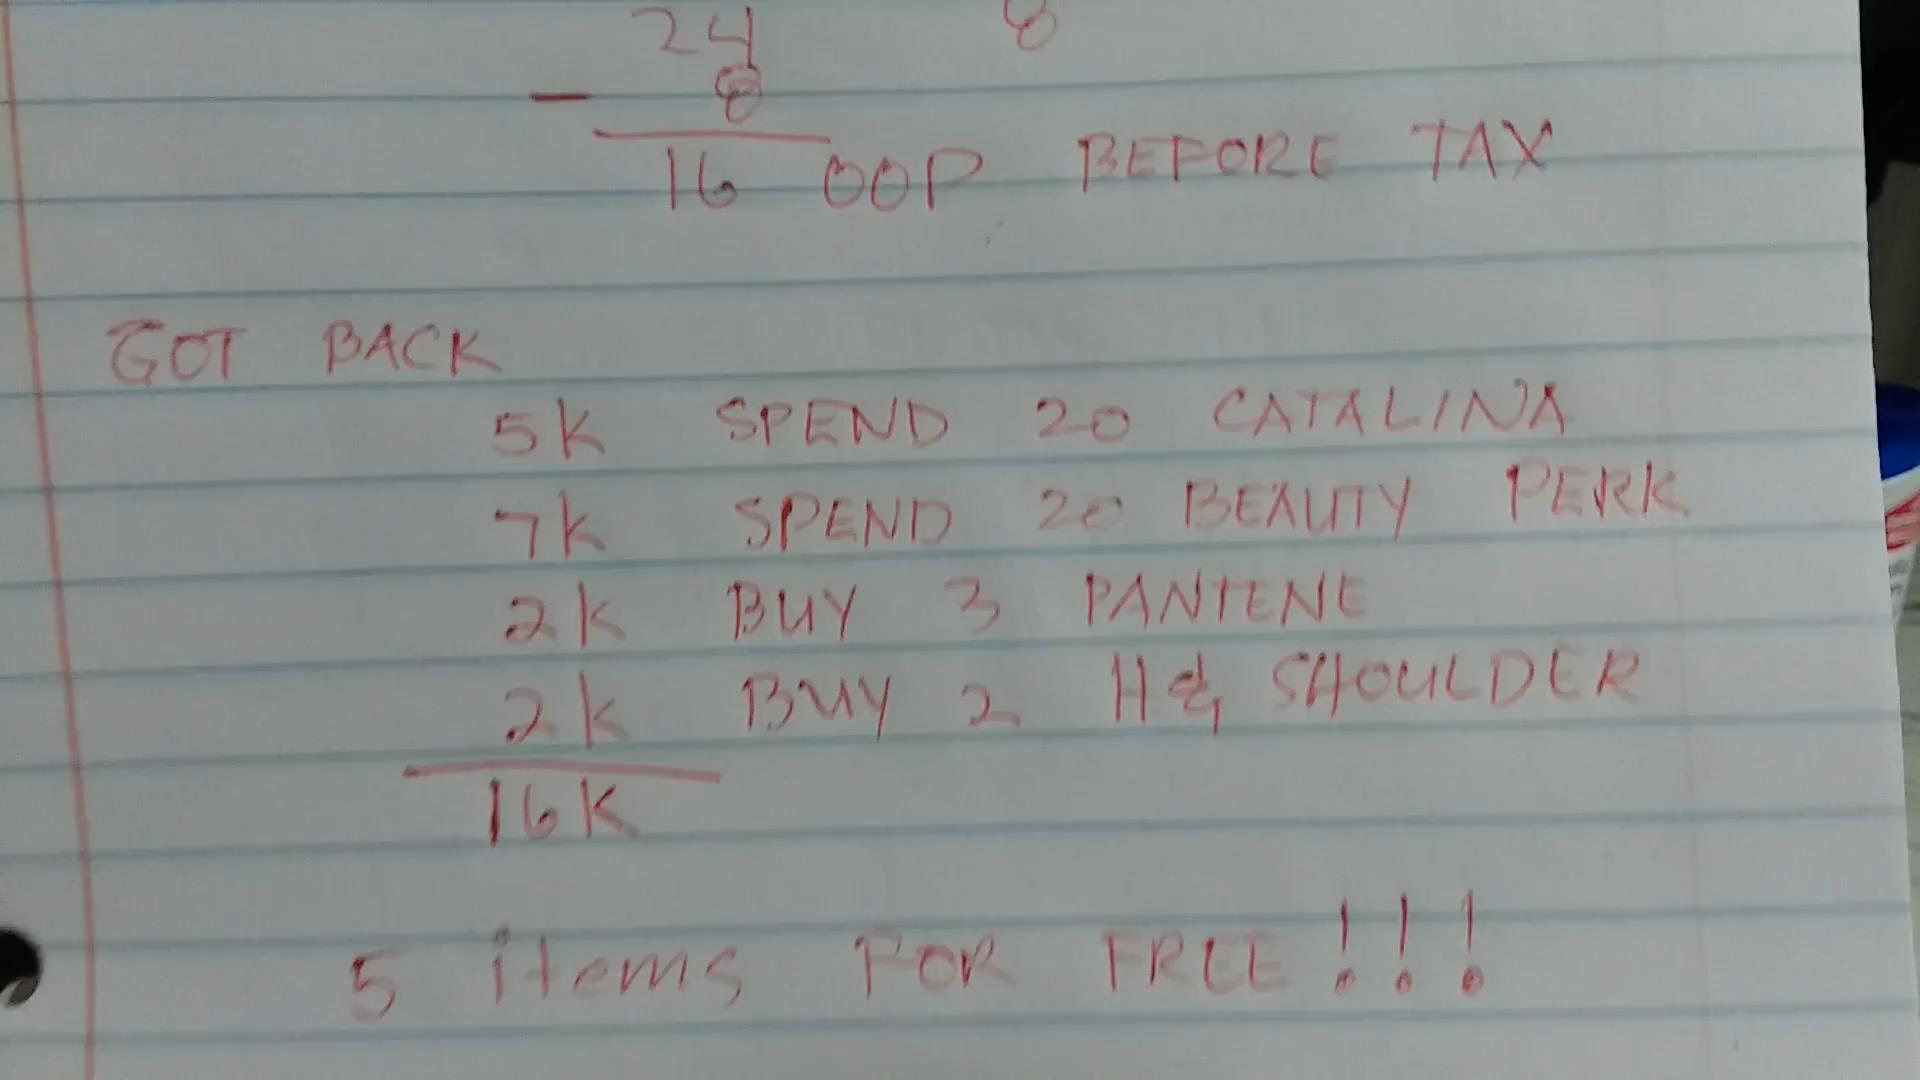 24 8
- 8
16 OOP BEFORE TAX
GOT BACK
5K SPEND 20 CATALINA
7K SPEND 20 BEAUTY PERK
2K BUY 3 PANTENE
2K BUY 2 H & SHOULDER
16K
5 items FOR FREE!!!